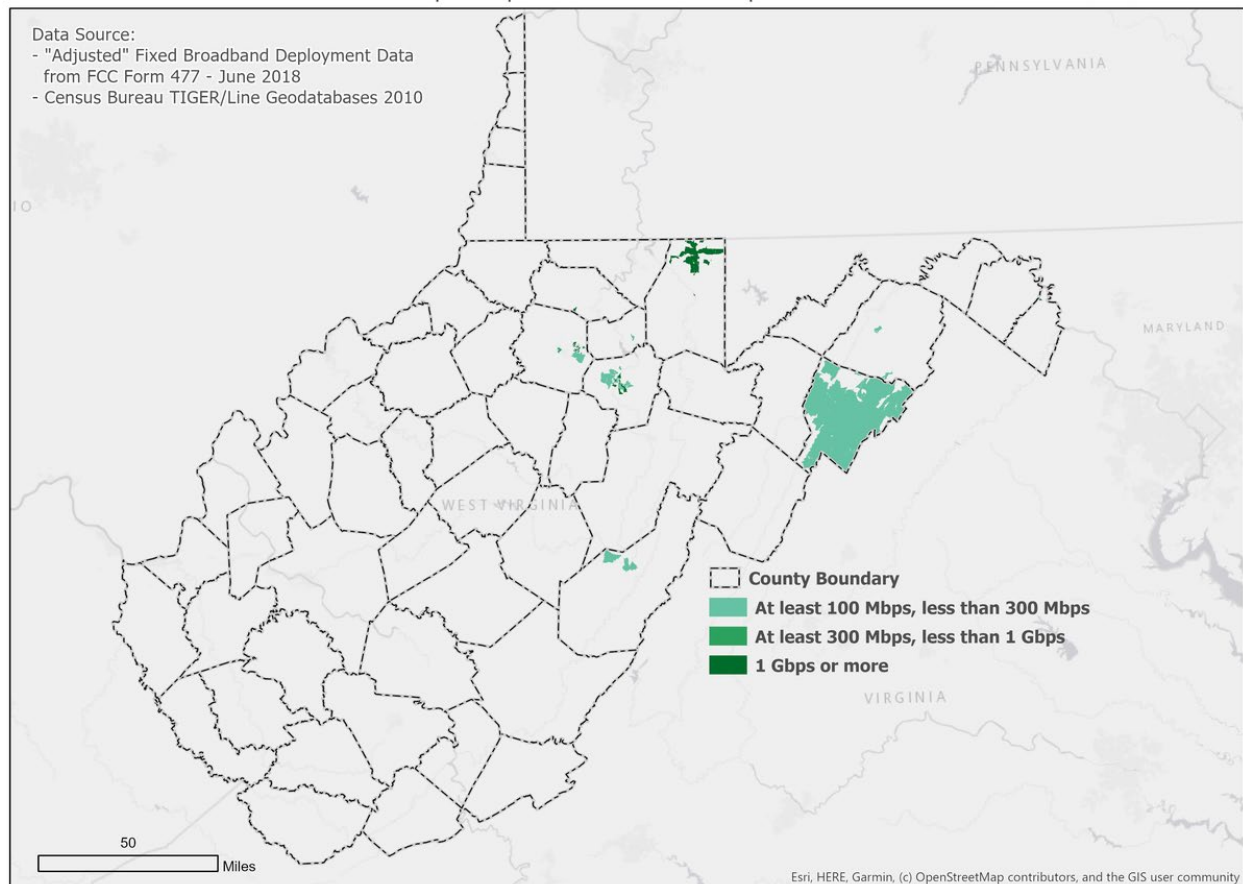 Data Source:
- "Adjusted" Fixed Broadband Deployment Data
from FCC Form 477 - June 2018
- Census Bureau TIGER/Line Geodatabases 2010
PENNSYLVANIA
IO
MARYLAND
WEST VIRGINIA
County Boundary
At least 100 Mbps, less than 300 Mbps
At least 300 Mbps, less than 1 Gbps
1 Gbps or more
VIRGINIA
50
Miles
Esri, HERE, Garmin, (c) OpenStreetMap contributors, and the GIS user community